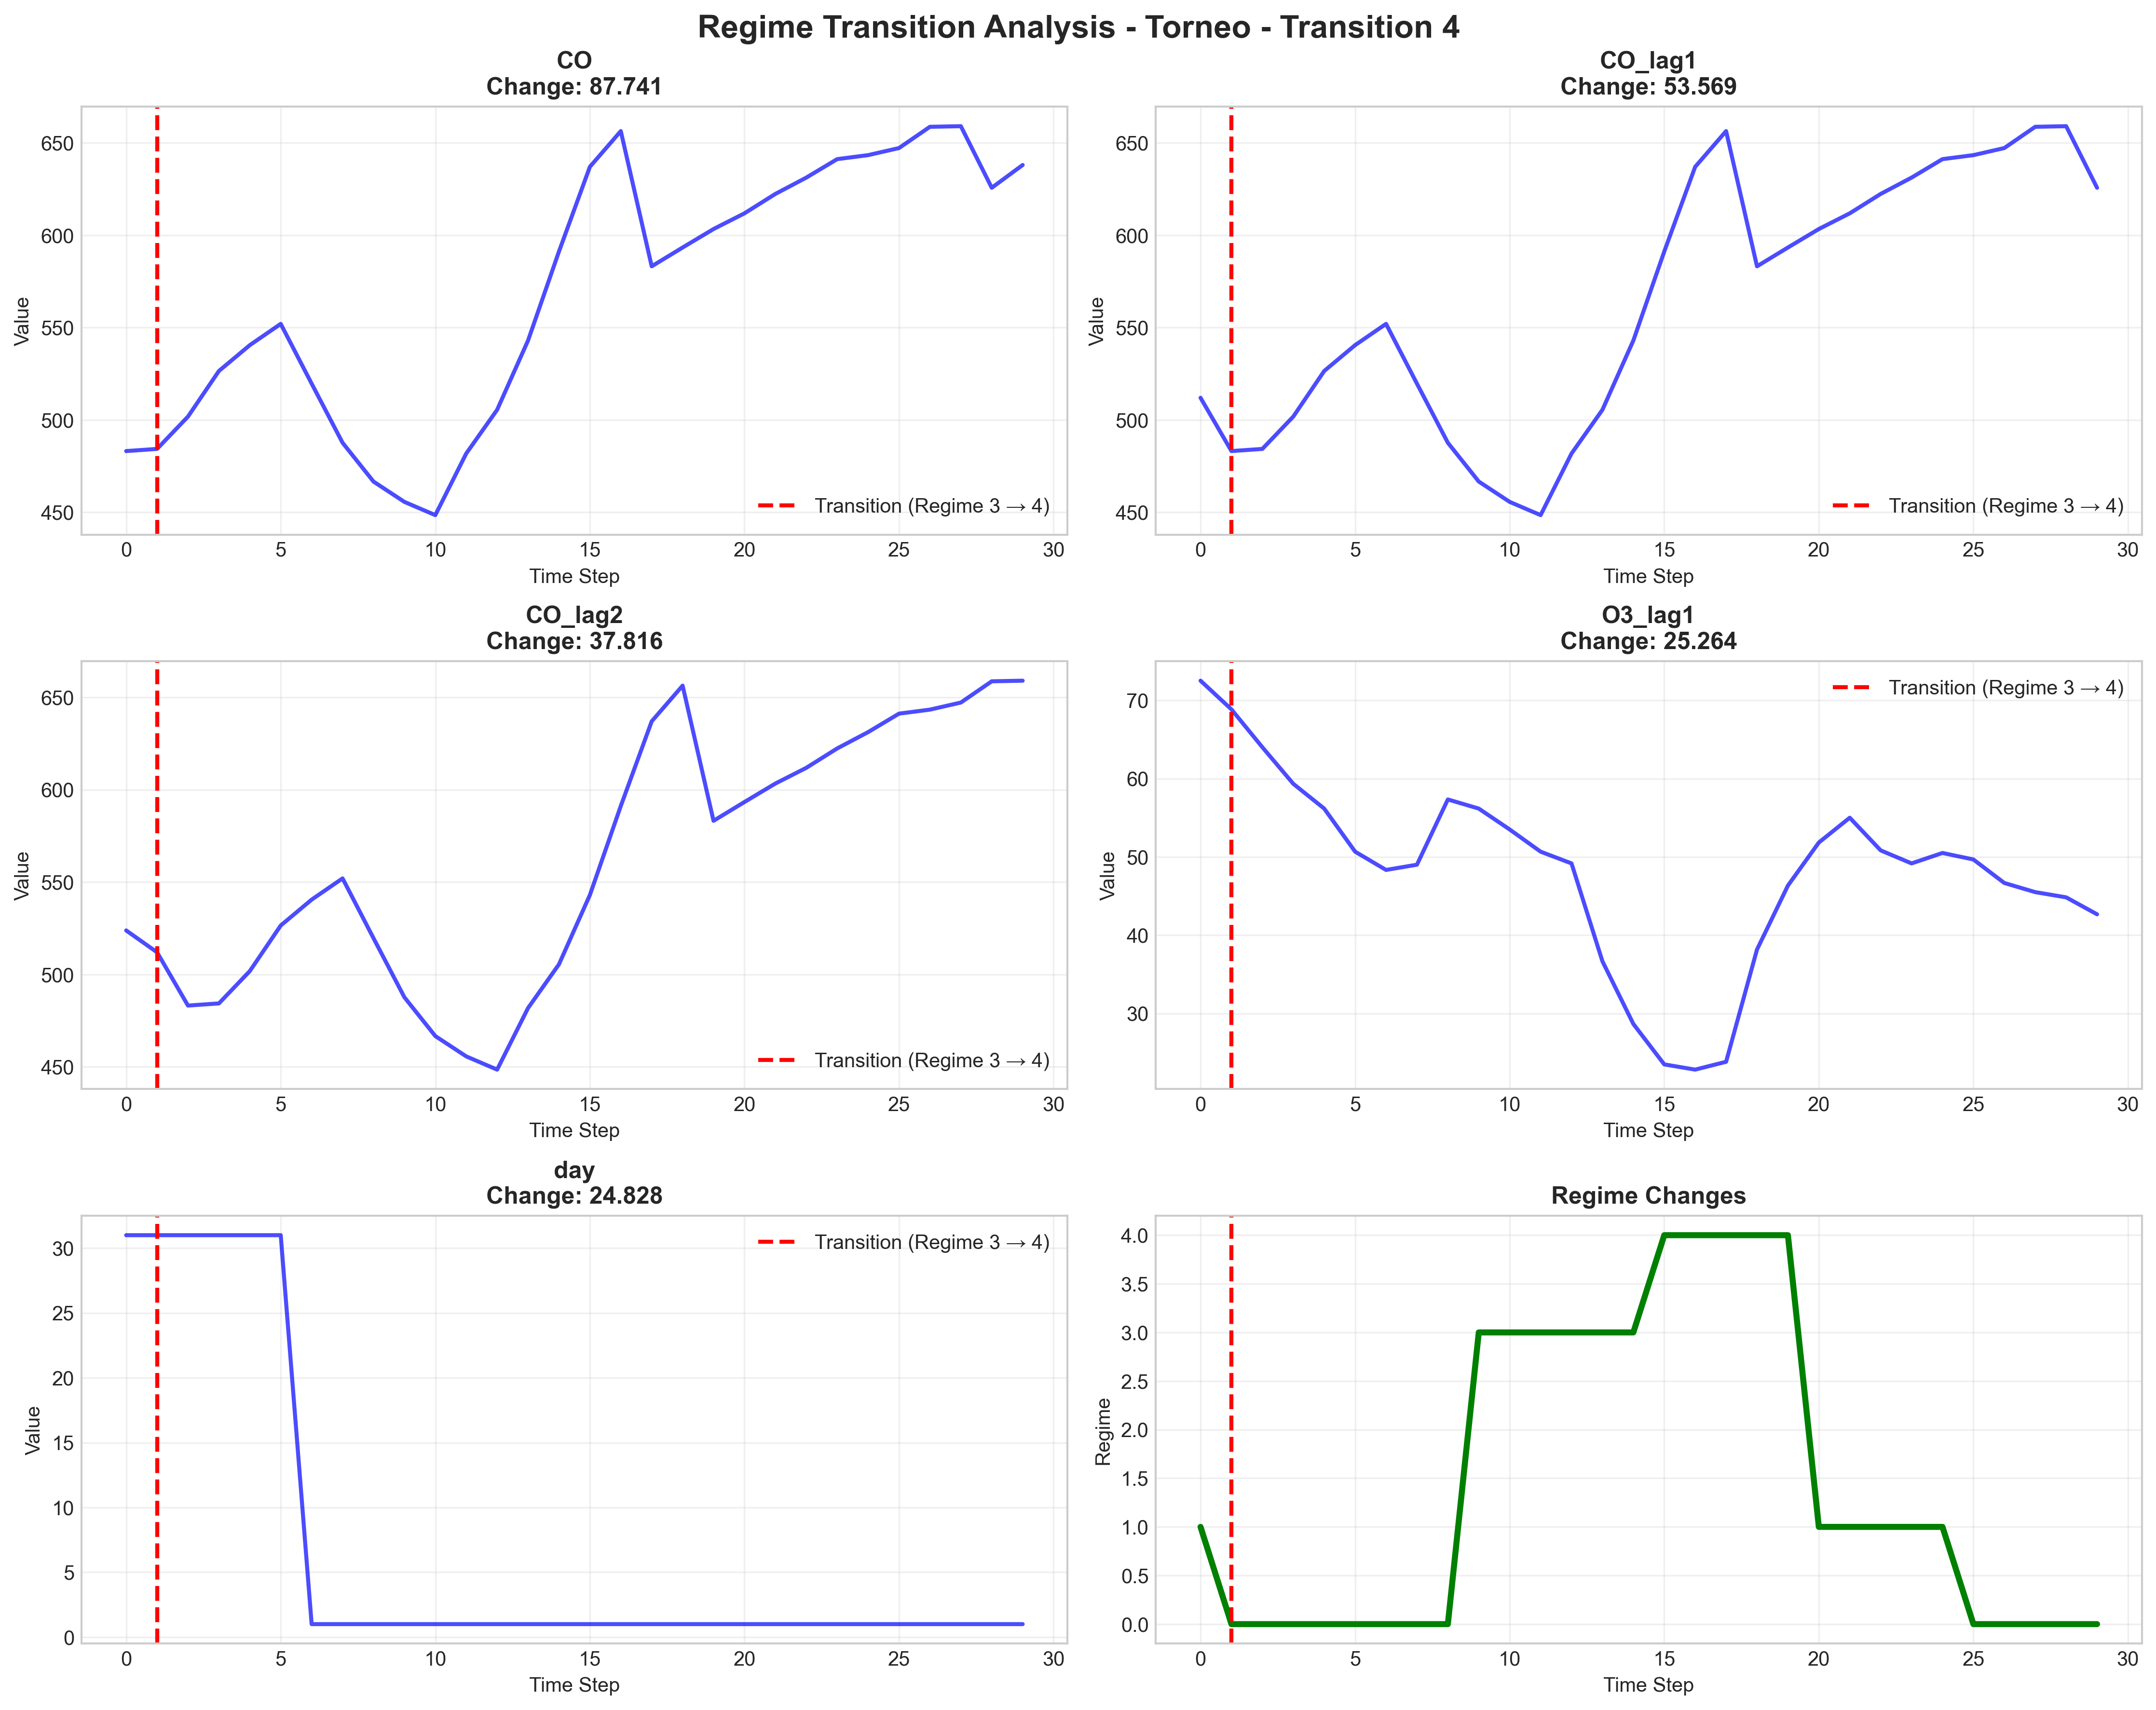 Regime Transition Analysis - Torneo - Transition 4
CO
Change: 87.741
650
600
550
500
450
Value
0 5 10 15 20 25 30
Time Step
Transition (Regime 3 → 4)
CO_lag1
Change: 53.569
650
600
550
500
450
Value
0 5 10 15 20 25 30
Time Step
Transition (Regime 3 → 4)
CO_lag2
Change: 37.816
650
600
550
500
450
Value
0 5 10 15 20 25 30
Time Step
Transition (Regime 3 → 4)
O3_lag1
Change: 25.264
70
60
50
40
30
Value
0 5 10 15 20 25 30
Time Step
Transition (Regime 3 → 4)
day
Change: 24.828
30
25
20
15
10
5
0
Value
0 5 10 15 20 25 30
Time Step
Transition (Regime 3 → 4)
Regime Changes
4.0
3.5
3.0
2.5
2.0
1.5
1.0
0.5
0.0
Regime
0 5 10 15 20 25 30
Time Step